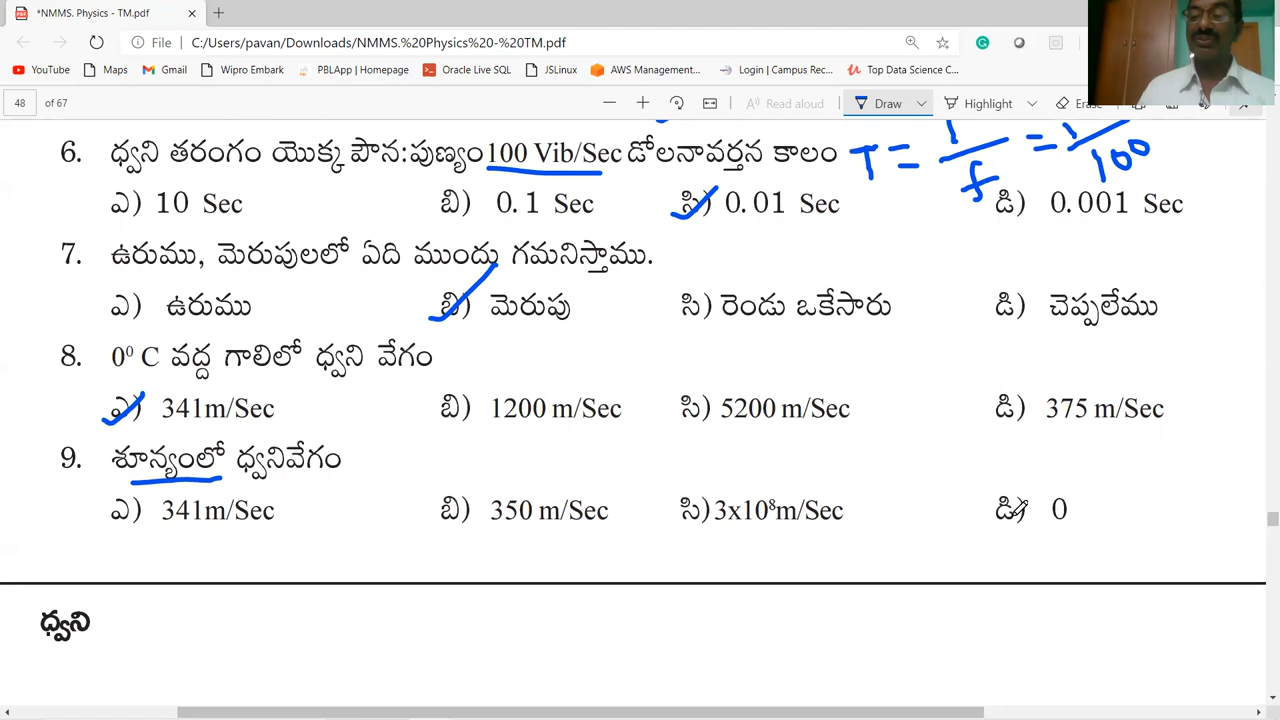 *NMMS. Physics - TM.pdf
File C:/Users/pavan/Downloads/NMMS.%20Physics%20-%20TM.pdf
YouTube Maps Gmail Wipro Embark PBLApp | Homepage Oracle Live SQL JSLinux AWS Management... Login | Campus Rec... Top Data Science C...
48 of 67 Read aloud Draw Highlight Erase
6. ధ్వని తరంగం యొక్క పౌన:పుణ్యం 100 Vib/Sec డోలనావర్తన కాలం T = 1/f = 1/100
ఎ) 10 Sec బి) 0.1 Sec సి) 0.01 Sec డి) 0.001 Sec
7. ఉరుము, మెరుపులలో ఏది ముందు గమనిస్తాము.
ఎ) ఉరుము బి) మెరుపు సి) రెండు ఒకేసారు డి) చెప్పలేము
8. 0⁰ C వద్ద గాలిలో ధ్వని వేగం
ఎ) 341m/Sec బి) 1200 m/Sec సి) 5200 m/Sec డి) 375 m/Sec
9. శూన్యంలో ధ్వనివేగం
ఎ) 341m/Sec బి) 350 m/Sec సి) 3x10⁸m/Sec డి) 0
ధ్వని